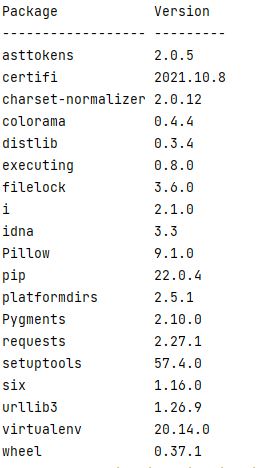 Package Version
------------------ ---------
asttokens 2.0.5
certifi 2021.10.8
charset-normalizer 2.0.12
colorama 0.4.4
distlib 0.3.4
executing 0.8.0
filelock 3.6.0
i 2.1.0
idna 3.3
Pillow 9.1.0
pip 22.0.4
platformdirs 2.5.1
Pygments 2.10.0
requests 2.27.1
setuptools 57.4.0
six 1.16.0
urllib3 1.26.9
virtualenv 20.14.0
wheel 0.37.1